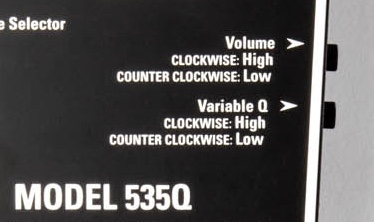 e Selector
Volume
CLOCKWISE: High
COUNTER CLOCKWISE: Low
Variable Q
CLOCKWISE: High
COUNTER CLOCKWISE: Low
MODEL 535Q